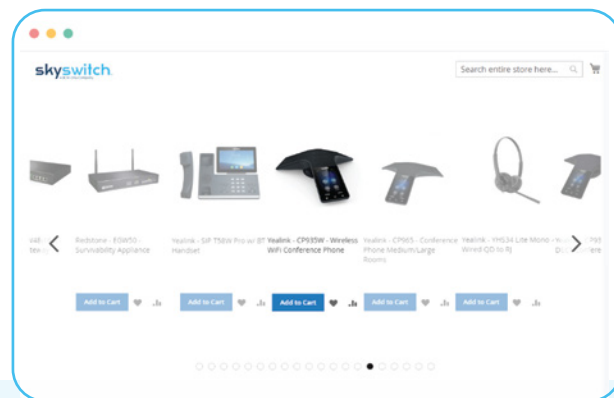 skyswitch
Search entire store here...
Redstone - EGW50 -
Survivability Appliance
Yealink - SIP T58W Pro w/ BT
Handset
Yealink - CP935W - Wireless
WiFi Conference Phone
Yealink - CP965 - Conference
Phone Medium/Large
Rooms
Yealink - YHS34 Lite Mono -
Wired QD to RJ
Add to Cart
Add to Cart
Add to Cart
Add to Cart
Add to Cart